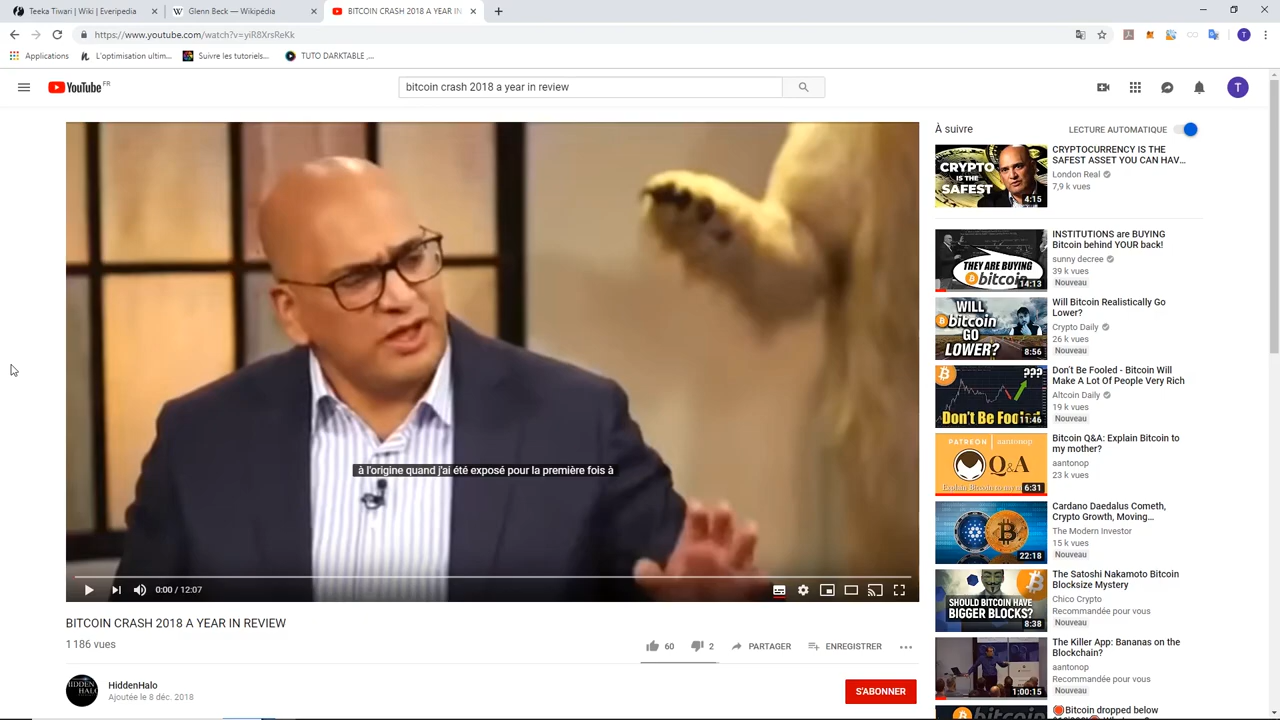 Teeka Tiwari | Wiki | Everipedia
Glenn Beck — Wikipédia
BITCOIN CRASH 2018 A YEAR IN
https://www.youtube.com/watch?v=yiR8XrsReKk
Applications
L'optimisation ultim...
Suivre les tutoriels...
TUTO DARKTABLE ,...
YouTube FR
bitcoin crash 2018 a year in review
T
à l'origine quand j'ai été exposé pour la première fois à
0:00 / 12:07
BITCOIN CRASH 2018 A YEAR IN REVIEW
1 186 vues
60
2
PARTAGER
ENREGISTRER
HIDDEN HALO
HiddenHalo
Ajoutée le 8 déc. 2018
S'ABONNER
À suivre
LECTURE AUTOMATIQUE
CRYPTO IS THE SAFEST
4:15
CRYPTOCURRENCY IS THE
SAFEST ASSET YOU CAN HAV...
London Real
7,9 k vues
THEY ARE BUYING
bitcoin
14:13
INSTITUTIONS are BUYING
Bitcoin behind YOUR back!
sunny decree
39 k vues
Nouveau
WILL
bitcoin
GO
LOWER?
8:56
Will Bitcoin Realistically Go
Lower?
Crypto Daily
26 k vues
Nouveau
???
Don't Be
11:46
Don't Be Fooled - Bitcoin Will
Make A Lot Of People Very Rich
Altcoin Daily
19 k vues
Nouveau
PATREON | aantonop
Q&A
Explain Bitcoin to my
6:31
Bitcoin Q&A: Explain Bitcoin to
my mother?
aantonop
23 k vues
22:18
Cardano Daedalus Cometh,
Crypto Growth, Moving...
The Modern Investor
15 k vues
Nouveau
SHOULD BITCOIN HAVE
BIGGER BLOCKS?
8:38
The Satoshi Nakamoto Bitcoin
Blocksize Mystery
Chico Crypto
Recommandée pour vous
Nouveau
1:00:15
The Killer App: Bananas on the
Blockchain?
aantonop
Recommandée pour vous
Nouveau
Bitcoin dropped below